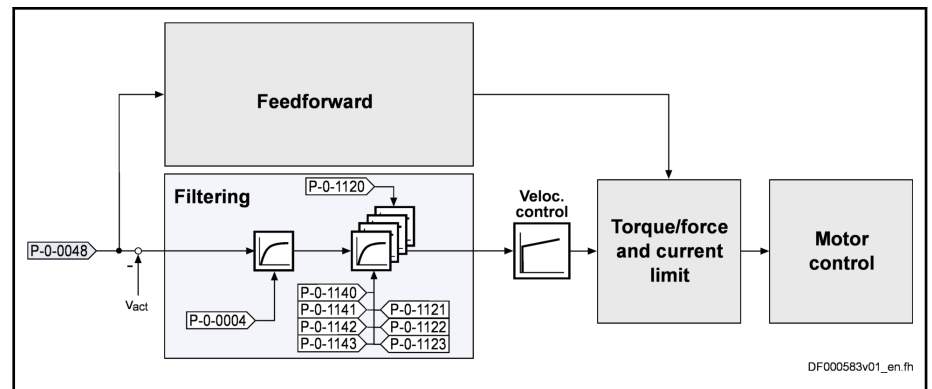 Feedforward
Filtering
P-0-1120
Veloc.
control
P-0-0048
-
Vact
P-0-0004
P-0-1140
P-0-1141 P-0-1121
P-0-1142 P-0-1122
P-0-1143 P-0-1123
Torque/force
and current
limit
Motor
control
DF000583v01_en.fh